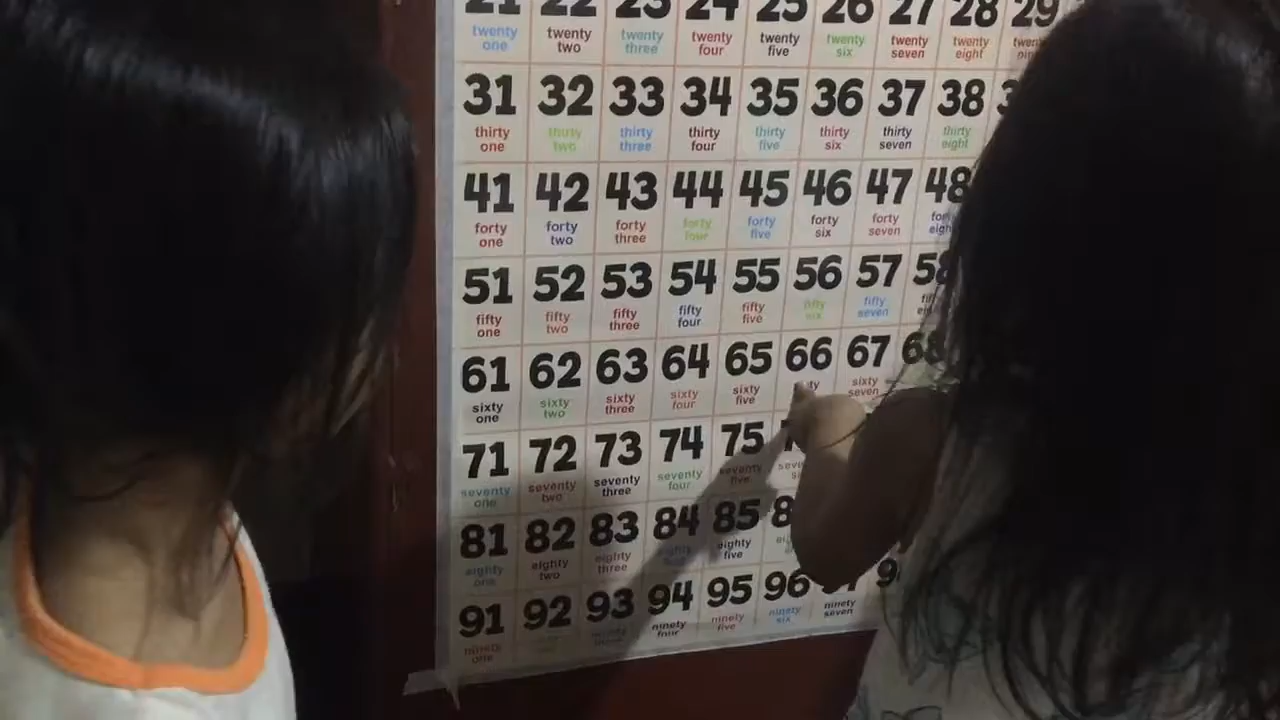 21 22 23 24 25 26 27 28 29
twenty twenty twenty twenty twenty twenty twenty twenty
one two three four five six seven eight
31 32 33 34 35 36 37 38
thirty thirty thirty thirty thirty thirty thirty thirty
one two three four five six seven eight
41 42 43 44 45 46 47 48
forty forty forty forty forty forty forty
one two three four five six seven
51 52 53 54 55 56 57
fifty fifty fifty fifty fifty fifty fifty
one two three four five six seven
61 62 63 64 65 66 67 68
sixty sixty sixty sixty sixty sixty
one two three four five seven
71 72 73 74 75
seventy seventy seventy seventy seventy
one two three four five
81 82 83 84 85
eighty eighty eighty eighty eighty
one two three four five
91 92 93 94 95 96
ninety ninety ninety ninety ninety ninety
one three four five six seven